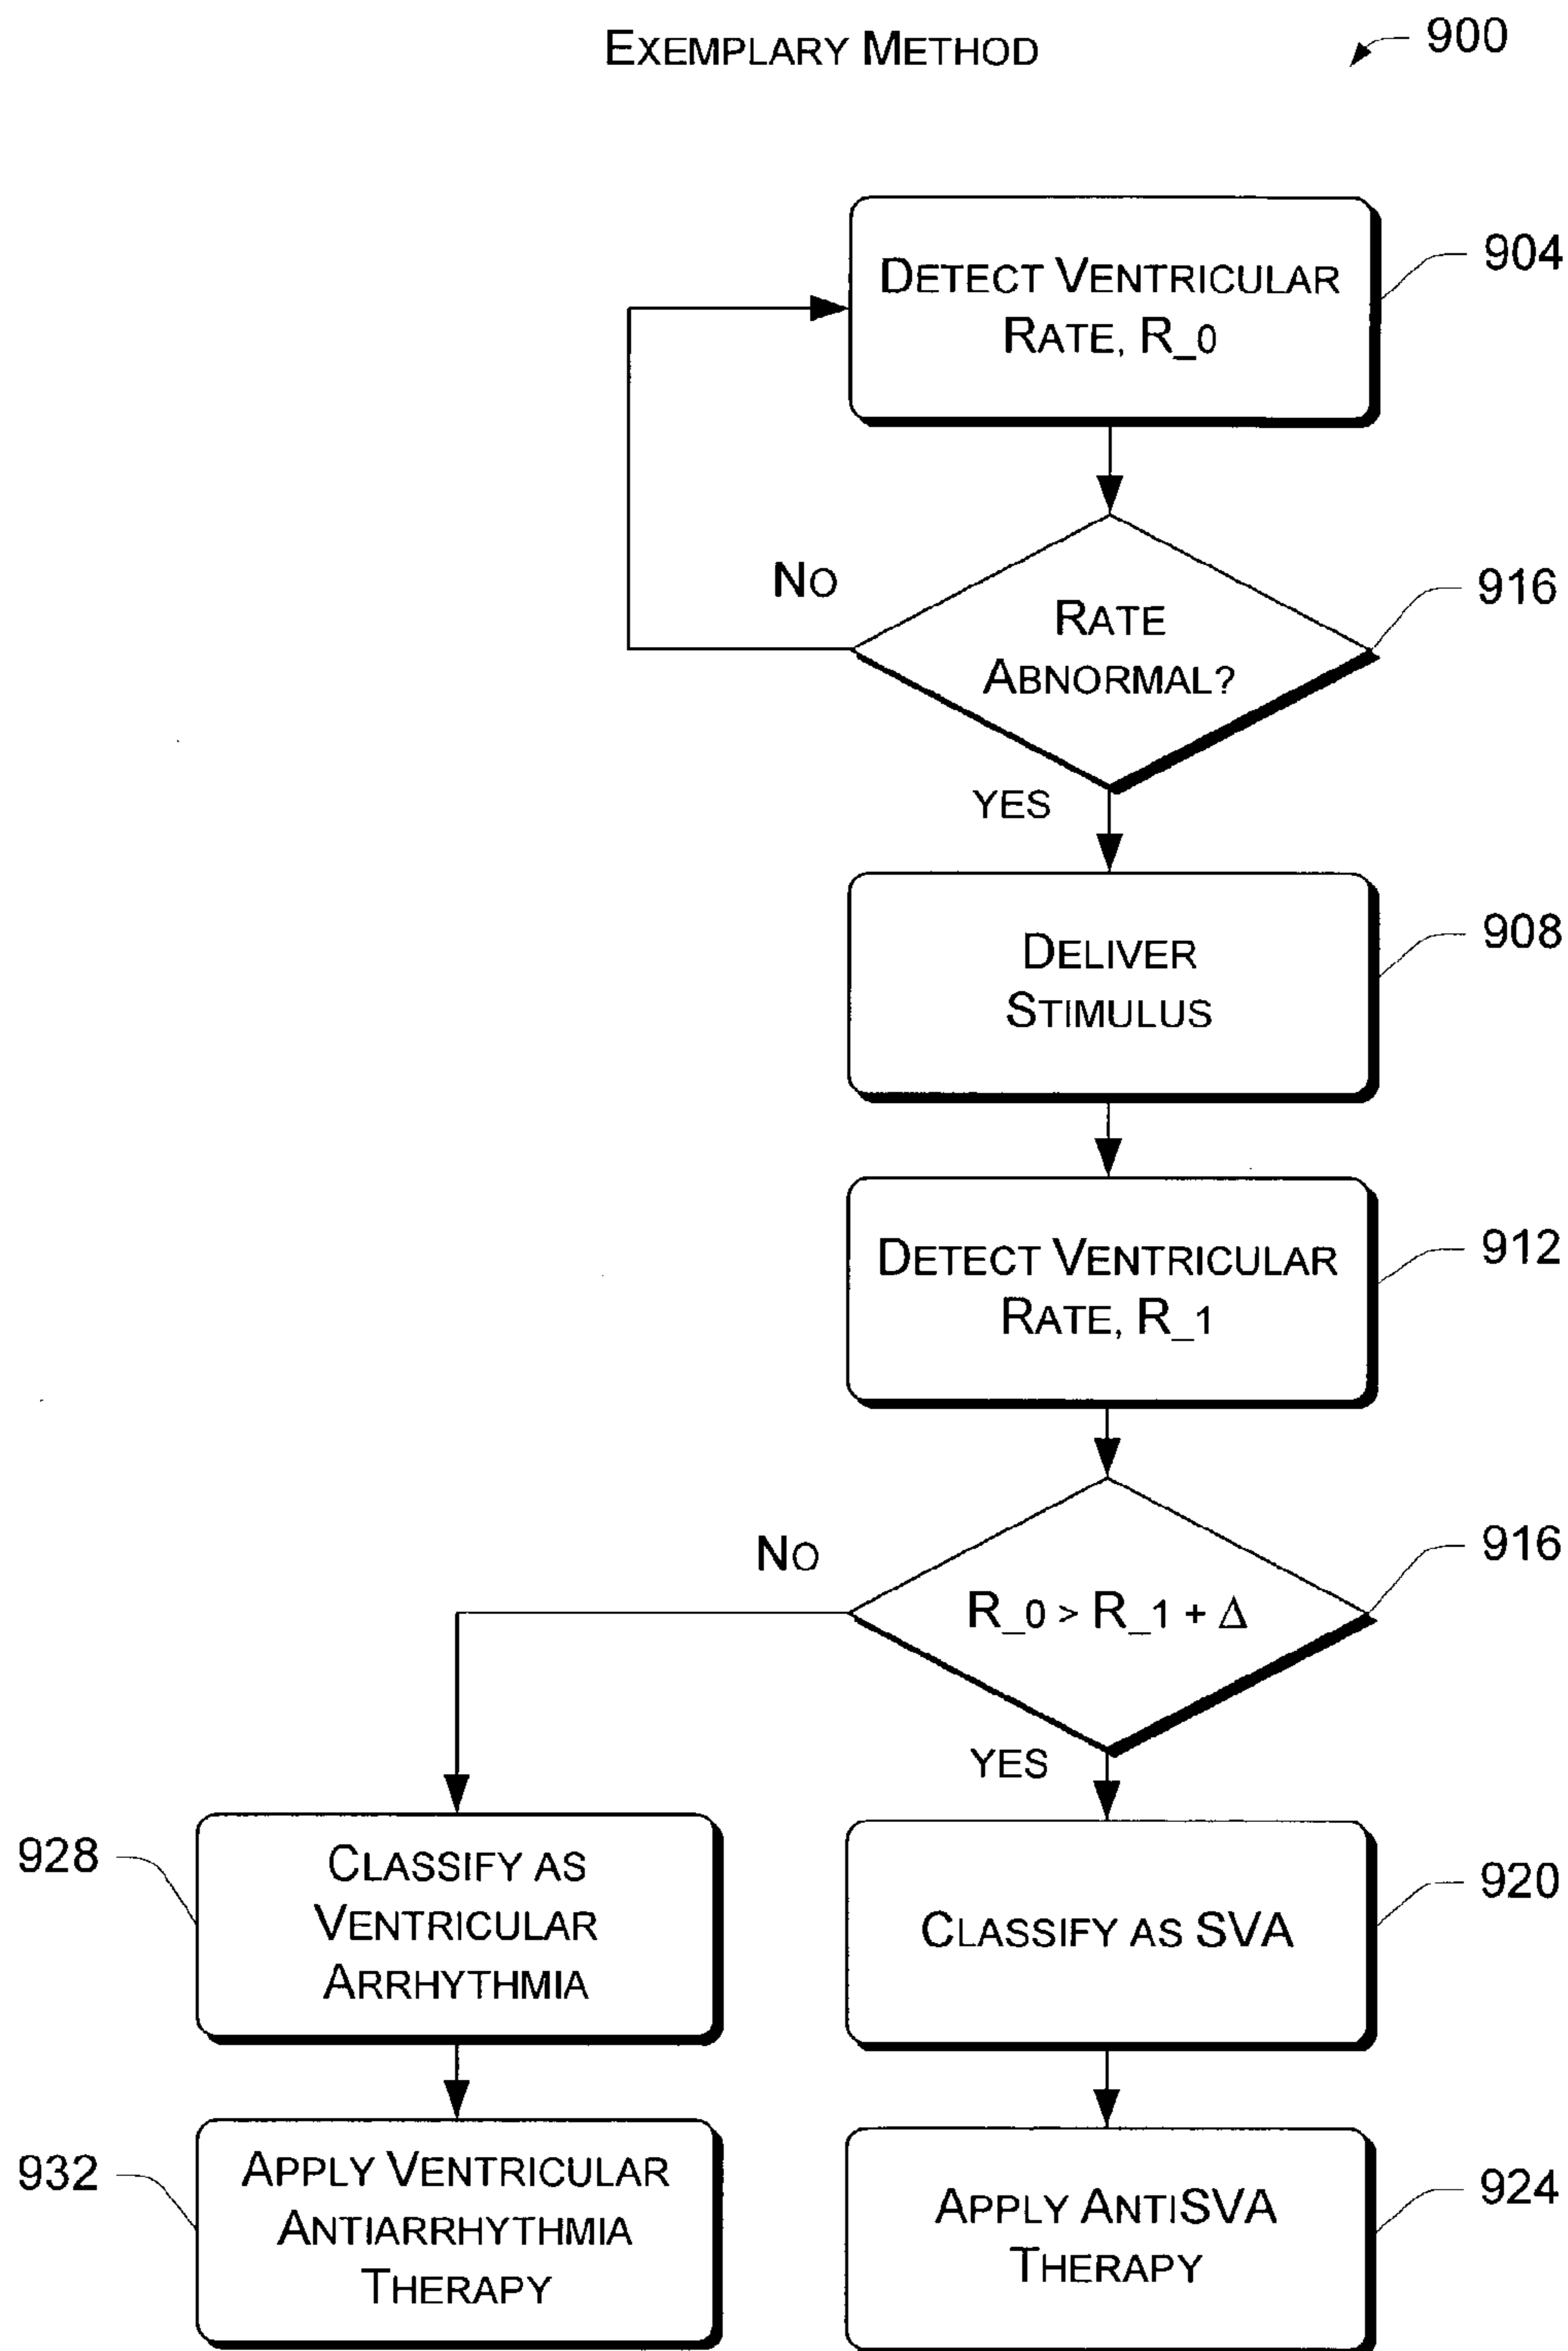 EXEMPLARY METHOD
900
DETECT VENTRICULAR
RATE, R_0
904
NO
RATE
ABNORMAL?
916
YES
DELIVER
STIMULUS
908
DETECT VENTRICULAR
RATE, R_1
912
NO
R_0 > R_1 + Δ
916
YES
928
CLASSIFY AS
VENTRICULAR
ARRHYTHMIA
CLASSIFY AS SVA
920
932
APPLY VENTRICULAR
ANTIARRHYTHMIA
THERAPY
APPLY ANTISVA
THERAPY
924